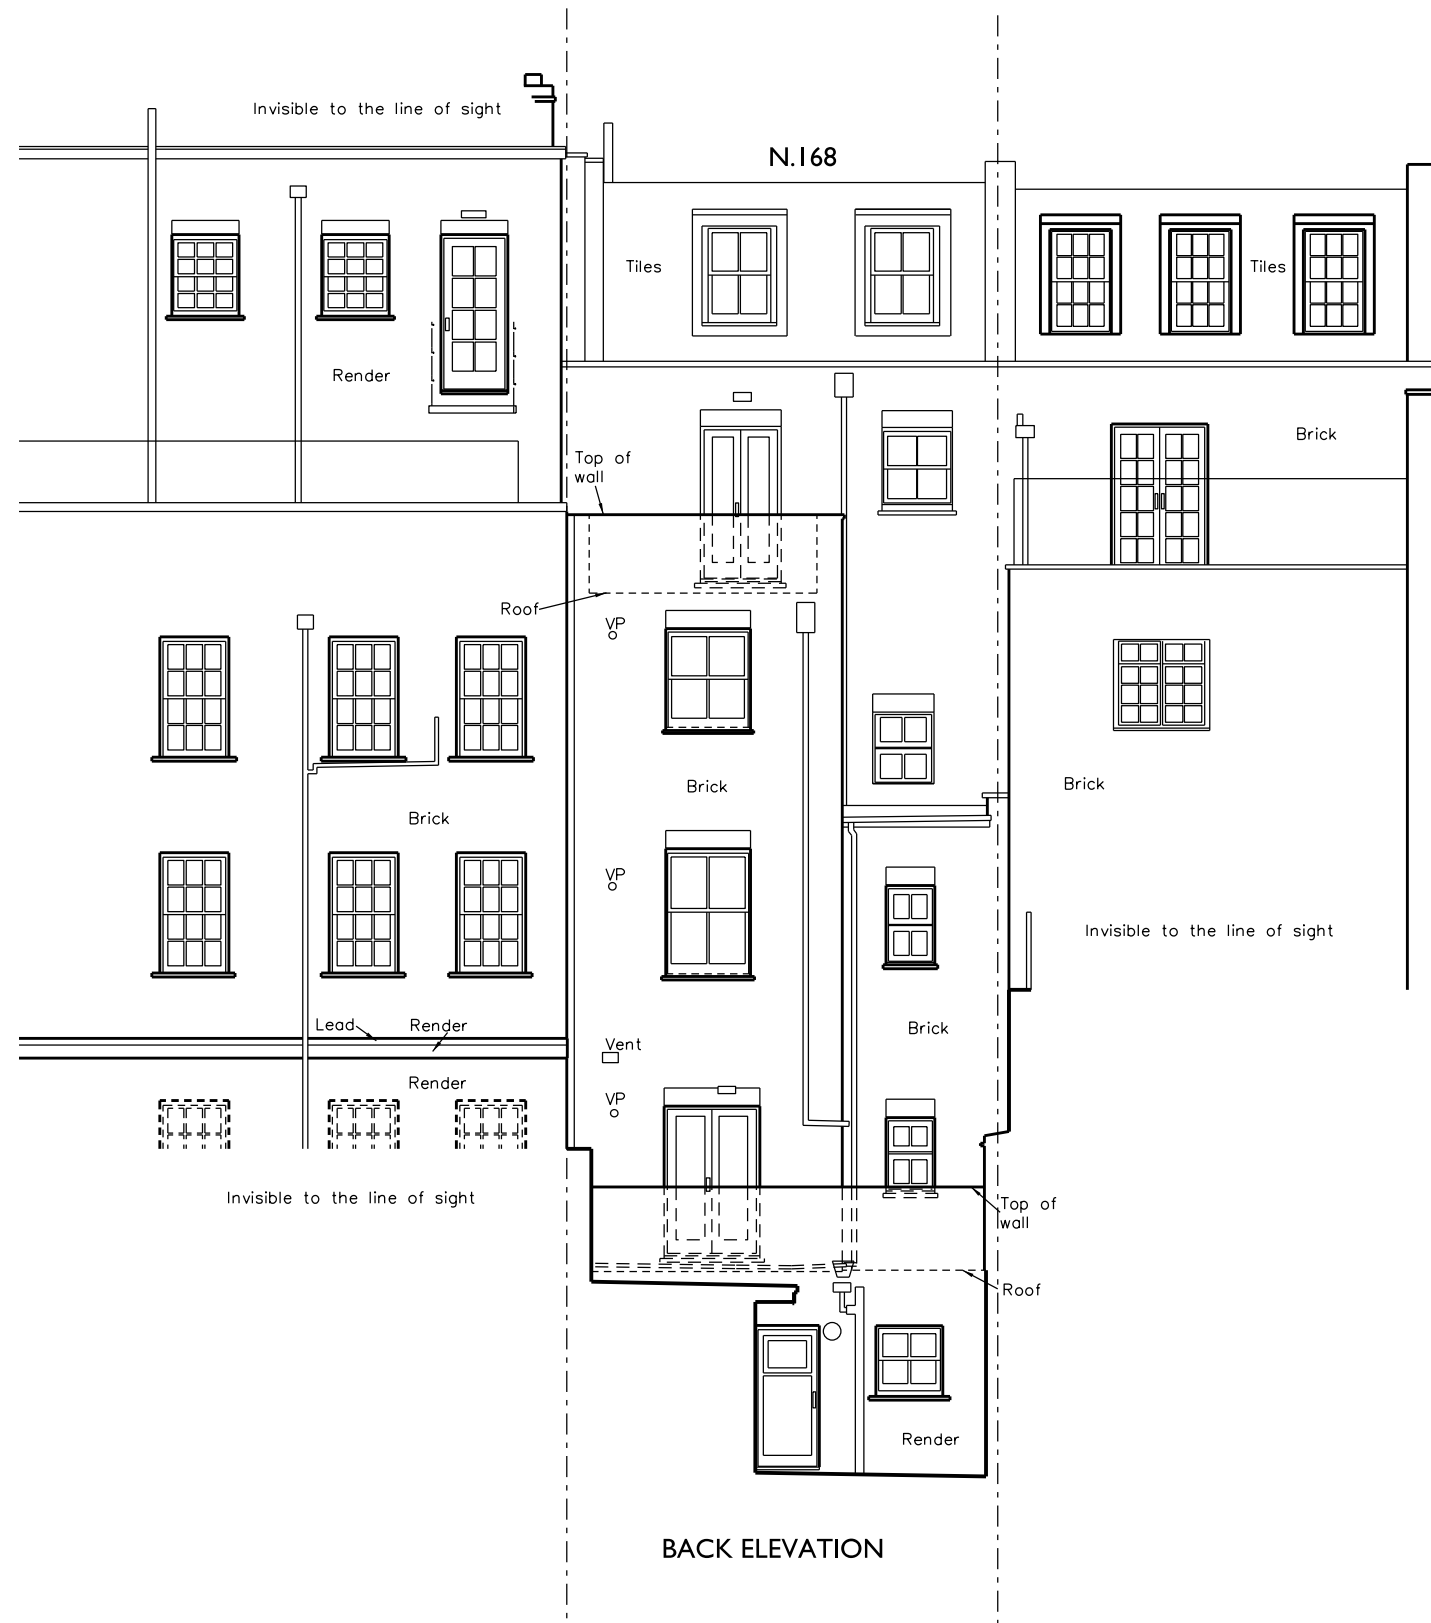 Invisible to the line of sight
N.168
Tiles
Tiles
Render
Brick
Top of
wall
Roof
VP
Brick
Brick
Brick
VP
Invisible to the line of sight
Lead
Render
Brick
Vent
Render
VP
Invisible to the line of sight
Top of
wall
Roof
Render
BACK ELEVATION